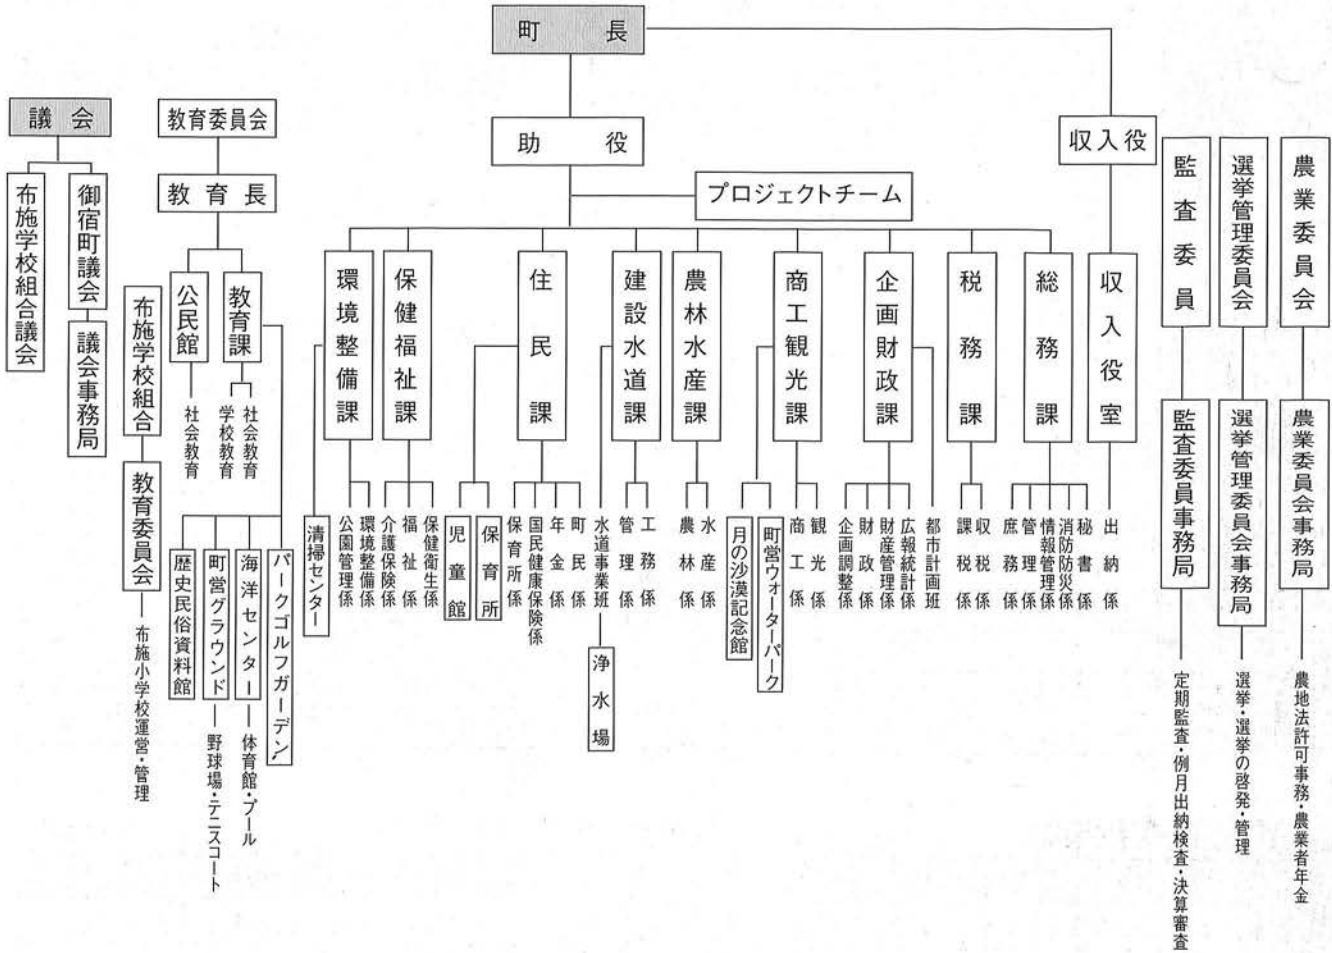 町長
助役
収入役
プロジェクトチーム
議会
布施学校組合議会
御宿町議会
議会事務局
教育委員会
教育長
公民館
社会教育
教育課
学校教育
社会教育
布施学校組合
教育委員会
布施小学校運営・管理
歴史民俗資料館
町営グラウンド
野球場・テニスコート
海洋センター
体育館・プール
パークゴルフガーデン
環境整備課
清掃センター
公園管理係
環境整備係
保健福祉課
介護保険係
福祉係
保健衛生係
住民課
児童館
保育所
保育所係
国民健康保険係
年金係
町民係
建設水道課
水道事業班
浄水場
管理係
工務係
農林水産課
農林係
水産係
商工観光課
月の沙漠記念館
町営ウォーターパーク
商工係
観光係
企画財政課
企画調整係
財政係
財産管理係
広報統計係
都市計画班
税務課
課税係
収税係
総務課
庶務係
管理係
情報管理係
消防防災係
秘書係
収入役室
出納係
監査委員
監査委員事務局
定期監査・例月出納検査・決算審査
選挙管理委員会
選挙管理委員会事務局
選挙・選挙の啓発・管理
農業委員会
農業委員会事務局
農地法許可事務・農業者年金